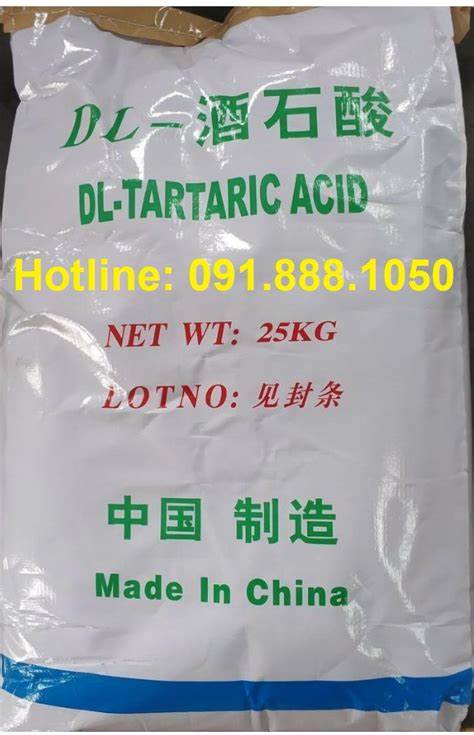 DL-酒石酸
DL-TARTARIC ACID
Hotline: 091.888.1050
NET WT: 25KG
LOTNO: 见封条
中国 制造
Made In China